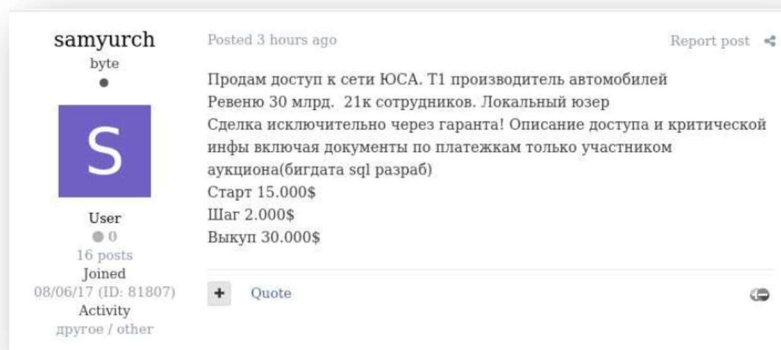 samyurch
Posted 3 hours ago
Report post
byte
Продам доступ к сети ЮСА. Т1 производитель автомобилей
Ревеню 30 млрд. 21к сотрудников. Локальный юзер
Сделка исключительно через гаранта! Описание доступа и критической
инфы включая документы по платежкам только участником
аукциона(бигдата sql разраб)
Старт 15.000$
Шаг 2.000$
Выкуп 30.000$
S
User
0
16 posts
Joined
08/06/17 (ID: 81807)
Activity
другое / other
+ Quote